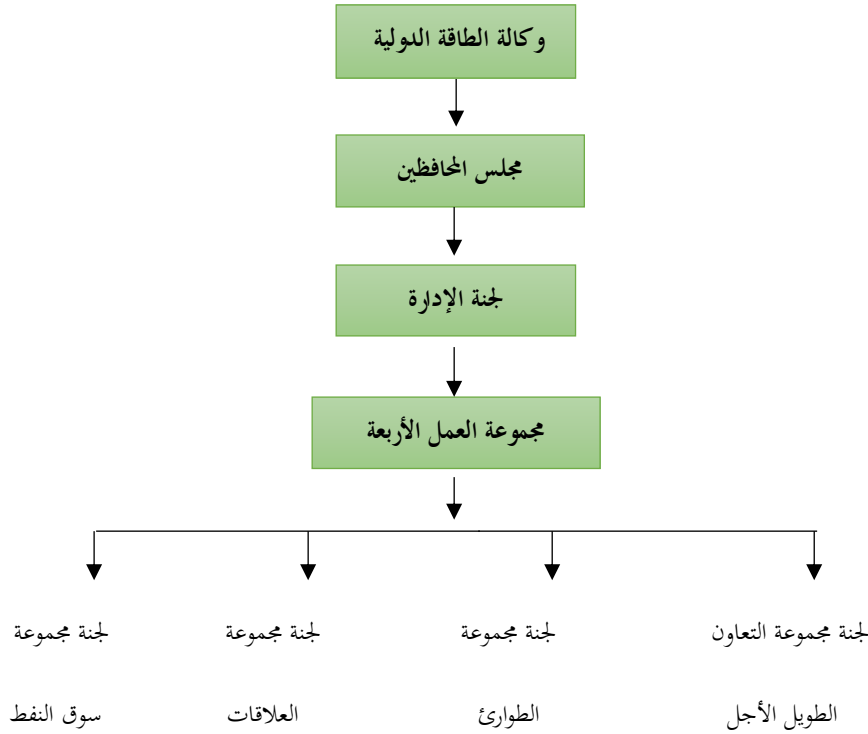 وكالة الطاقة الدولية
مجلس المحافظين
لجنة الإدارة
مجموعة العمل الأربعة
لجنة مجموعة التعاون
الطويل الأجل
لجنة مجموعة
الطوارئ
لجنة مجموعة
العلاقات
لجنة مجموعة
سوق النفط